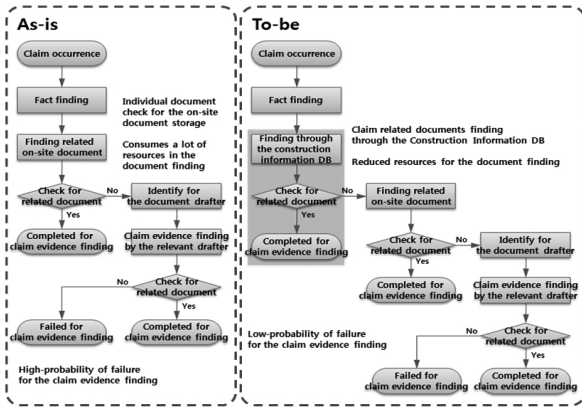 As-is
Claim occurrence
Fact finding
Individual document
check for the on-site
document storage
Finding related
on-site document
Consumes a lot of
resources in the
document finding
Check for
related document
No
Identify for
the document drafter
Yes
Completed for
claim evidence finding
Claim evidence finding
by the relevant drafter
Check for
related document
No
Yes
Failed for
claim evidence finding
Completed for
claim evidence finding
High-probability of failure
for the claim evidence finding
To-be
Claim occurrence
Fact finding
Finding through
the construction
information DB
Claim related documents finding
through the Construction Information DB
Reduced resources for the document finding
Check for
related document
No
Finding related
on-site document
Yes
Completed for
claim evidence finding
Check for
related document
No
Identify for
the document drafter
Yes
Completed for
claim evidence finding
Claim evidence finding
by the relevant drafter
Low-probability of failure
for the claim evidence finding
Check for
related document
No
Yes
Failed for
claim evidence finding
Completed for
claim evidence finding